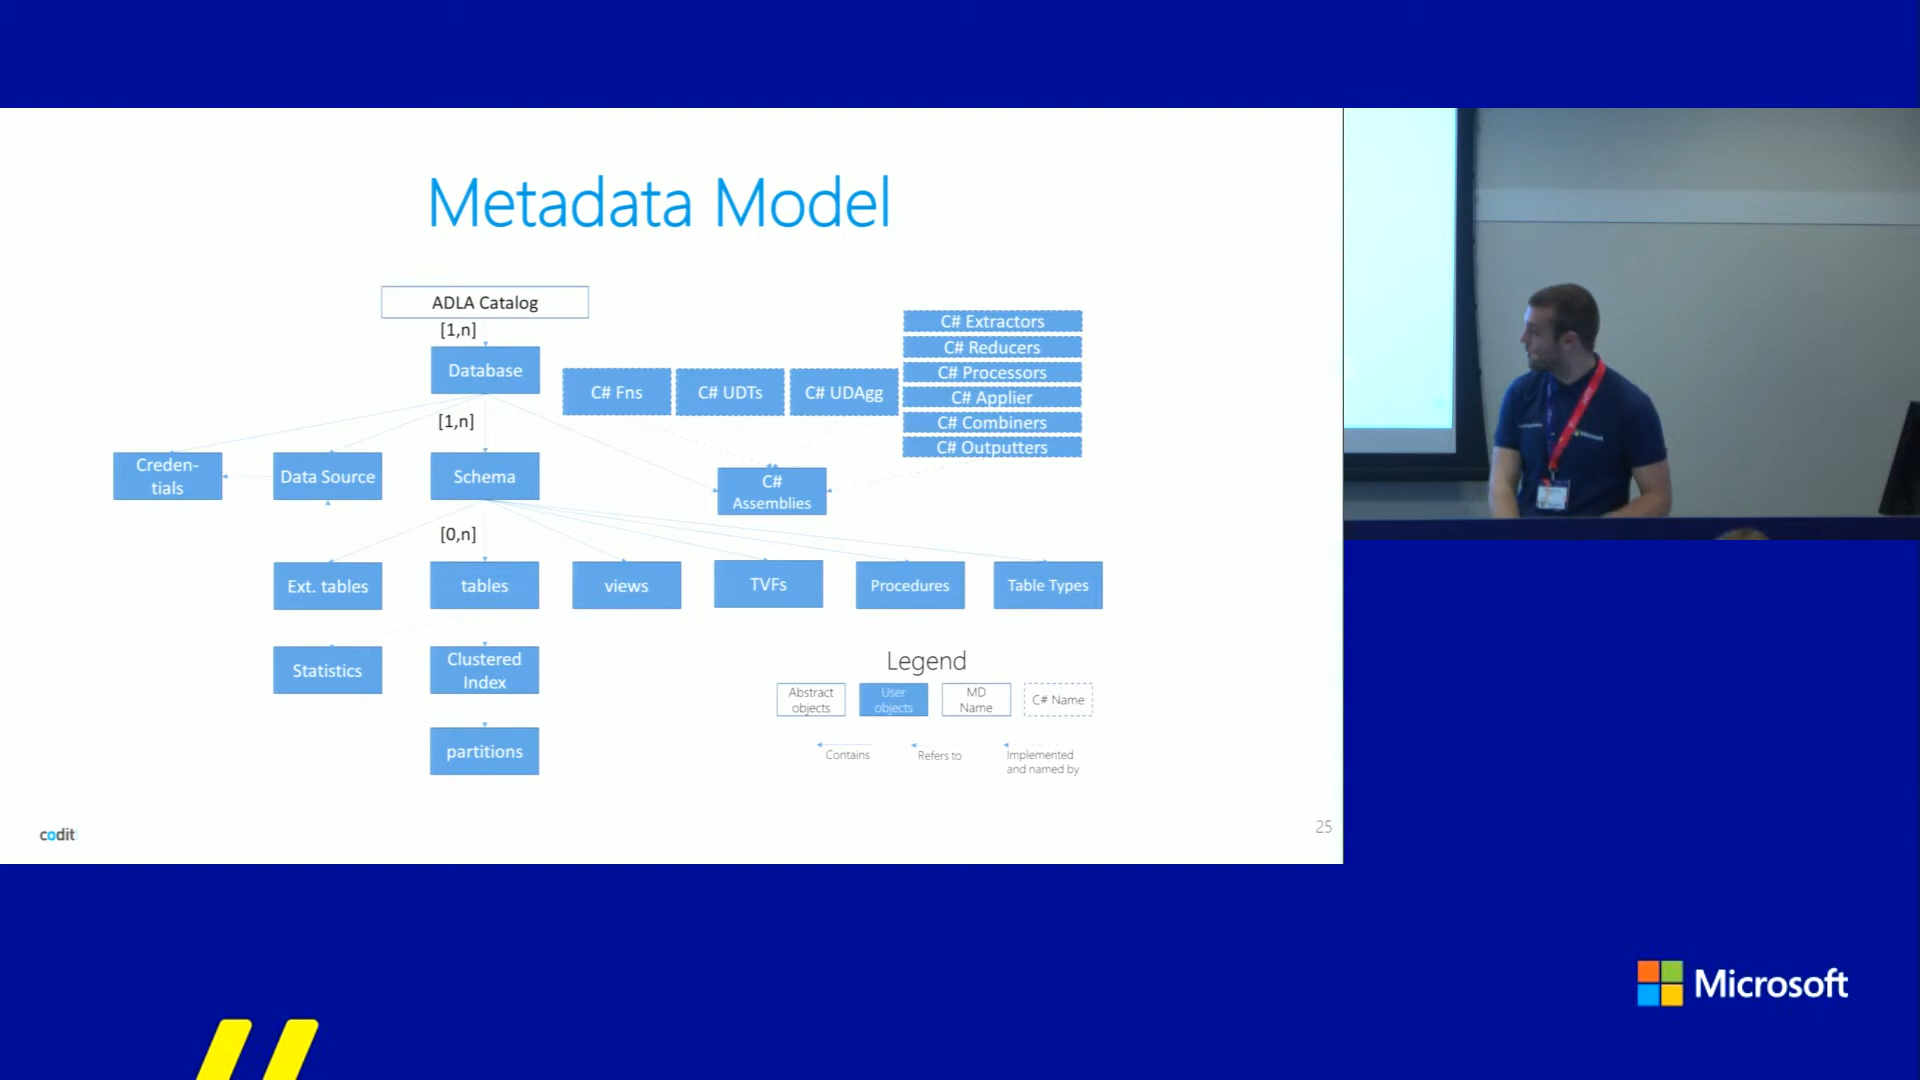 Metadata Model
ADLA Catalog
[1,n]
Database
C# Fns
C# UDTs
C# UDAgg
C# Extractors
C# Reducers
C# Processors
C# Applier
C# Combiners
C# Outputters
[1,n]
Creden-
tials
Data Source
Schema
C#
Assemblies
[0,n]
Ext. tables
tables
views
TVFs
Procedures
Table Types
Statistics
Clustered
Index
partitions
Legend
Abstract
objects
User
objects
MD
Name
C# Name
Contains
Refers to
Implemented
and named by
codit
25
Microsoft